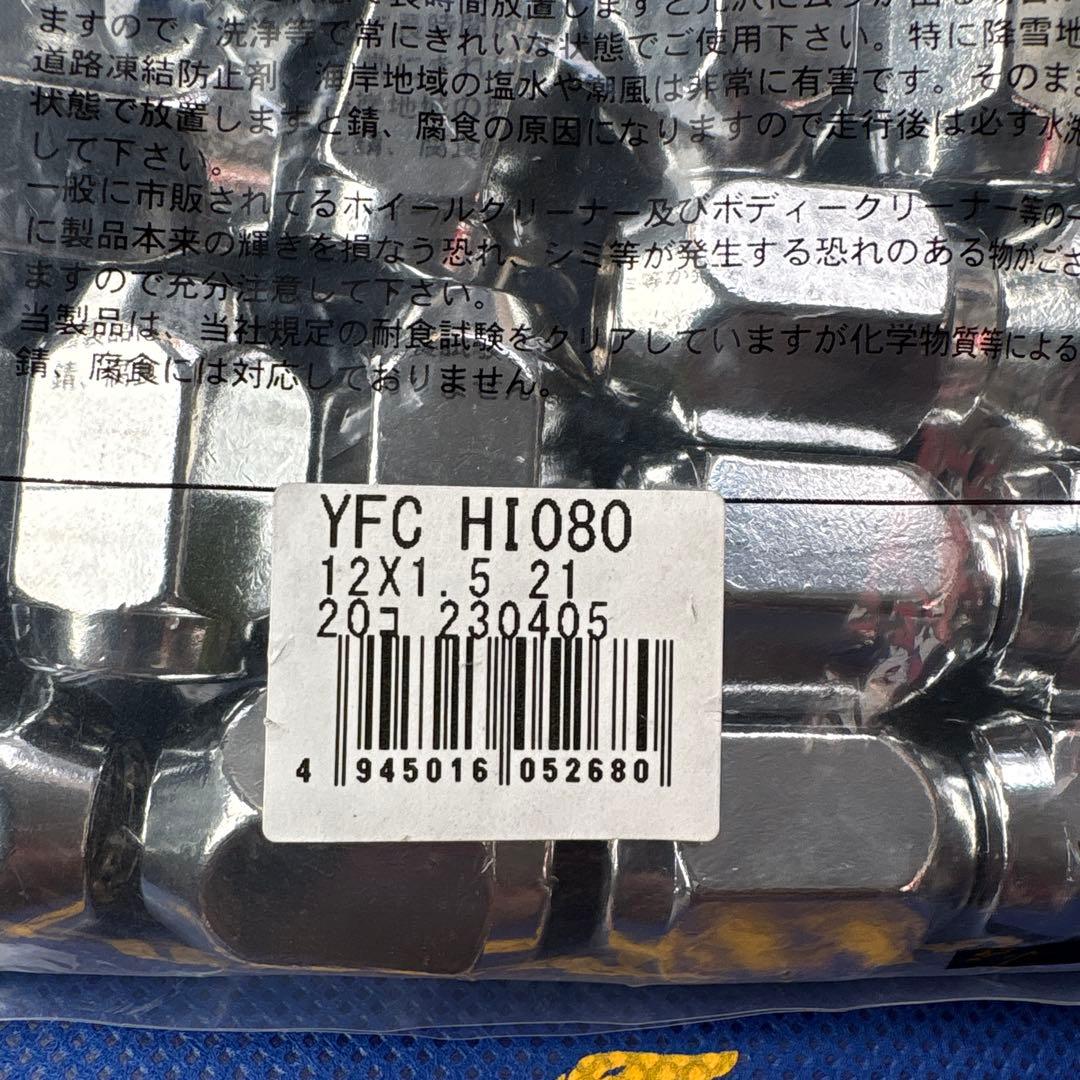 ますので、洗浄等で常にきれいな状態でご使用下さい。特に降雪地
道路凍結防止剤 海岸地域の塩水や潮風は非常に有害です。そのまま
状態で放置しますと錆、腐食の原因になりますので走行後は必ず水洗
して下さい。
一般に市販されてるホイールクリーナー及びボディークリーナー等の一
に製品本来の輝きを損なう恐れ、シミ等が発生する恐れのある物がござ
ますので充分注意して下さい。
当製品は、当社規定の耐食試験をクリアしていますが化学物質等による
錆、腐食には対応しておりません。
YFC HI080
12X1.5 21
20コ 230405
4 945016 052680